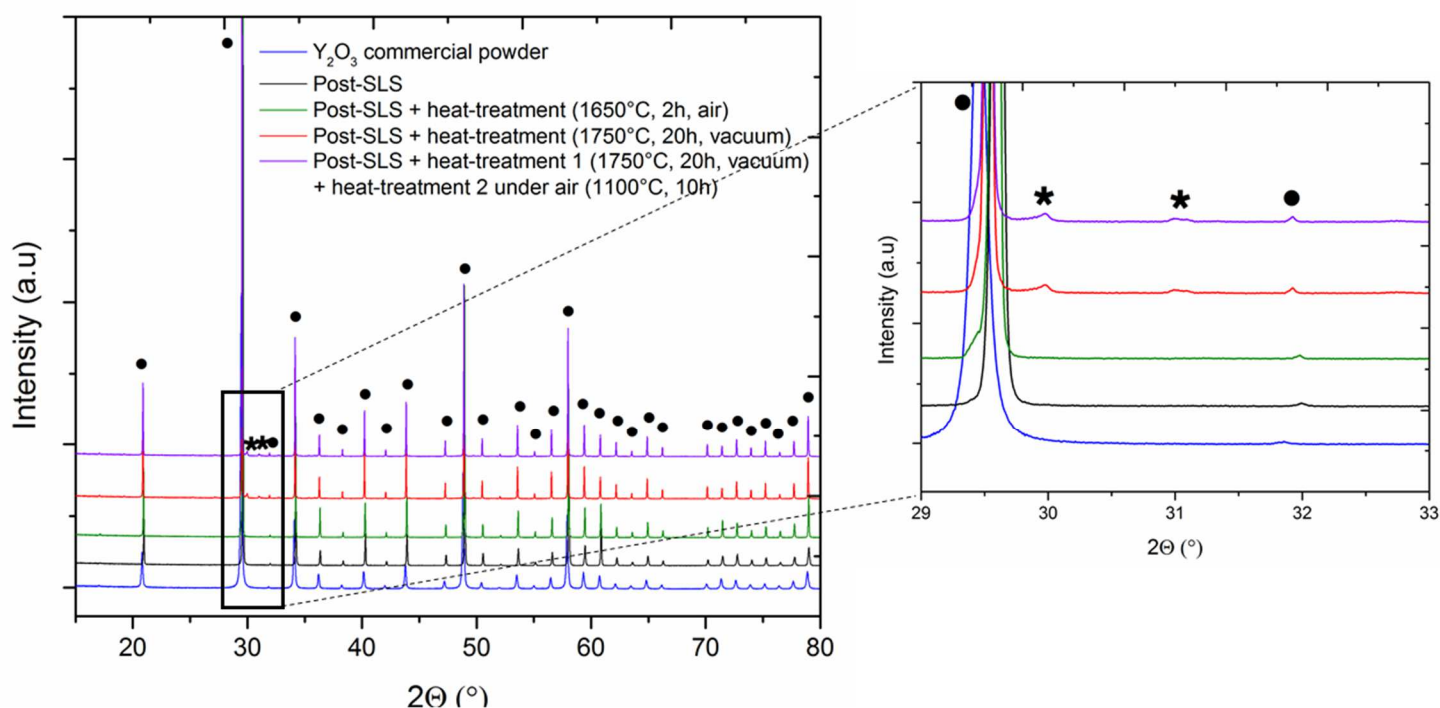 Y₂O₃ commercial powder
Post-SLS
Post-SLS + heat-treatment (1650°C, 2h, air)
Post-SLS + heat-treatment (1750°C, 20h, vacuum)
Post-SLS + heat-treatment 1 (1750°C, 20h, vacuum)
+ heat-treatment 2 under air (1100°C, 10h)
Intensity (a.u)
20 30 40 50 60 70 80
2Θ (°)
Intensity (a.u)
29 30 31 32 33
2Θ (°)